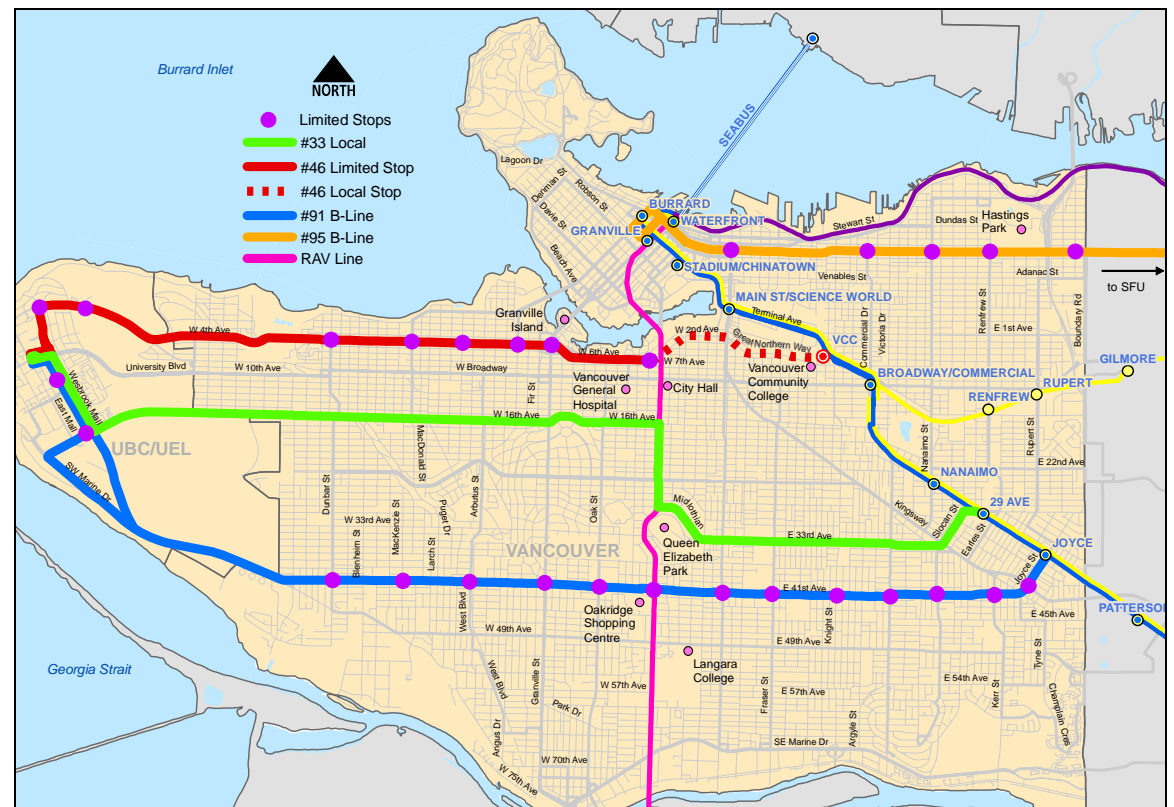 Burrard Inlet
NORTH
Limited Stops
#33 Local
#46 Limited Stop
#46 Local Stop
#91 B-Line
#95 B-Line
RAV Line
SEABUS
Lagoon Dr
Denman St
Robson St
Davie St
Beach Ave
BURRARD
WATERFRONT
GRANVILLE
STADIUM/CHINATOWN
MAIN ST/SCIENCE WORLD
Stewart St
Dundas St
Hastings
Park
Venables St
Adanac St
to SFU
Terminal Ave
Commercial Dr
Victoria Dr
Renfrew St
E 1st Ave
Boundary Rd
Granville
Island
W 4th Ave
W 2nd Ave
Great Northern Way
VCC
W 6th Ave
W 7th Ave
University Blvd
W 10th Ave
W Broadway
Vancouver
General
Hospital
City Hall
Vancouver
Community
College
BROADWAY/COMMERCIAL
GILMORE
RUPERT
RENFREW
Fir St
Wesbrook Mall
East Mall
W 16th Ave
W 16th Ave
UBC/UEL
SW Marine Dr
MacDonald St
Nanaimo St
Rupert St
E 22nd Ave
NANAIMO
Dunbar St
MacKenzie St
Puget Dr
Arbutus St
Oak St
Midlothian
Kingsway
Slocan St
29 AVE
W 33rd Ave
Blenheim St
Larch St
VANCOUVER
Queen
Elizabeth
Park
E 33rd Ave
Earles St
JOYCE
Joyce St
E 41st Ave
West Blvd
Oakridge
Shopping
Centre
Knight St
E 45th Ave
PATTERSON
W 49th Ave
E 49th Ave
Tyne St
Georgia Strait
West Blvd
Granville St
Langara
College
W 57th Ave
Fraser St
E 57th Ave
E 54th Ave
Kerr St
Champlain Cres
Park Dr
Angus Dr
Argyle St
SE Marine Dr
W 70th Ave
W 75th Ave